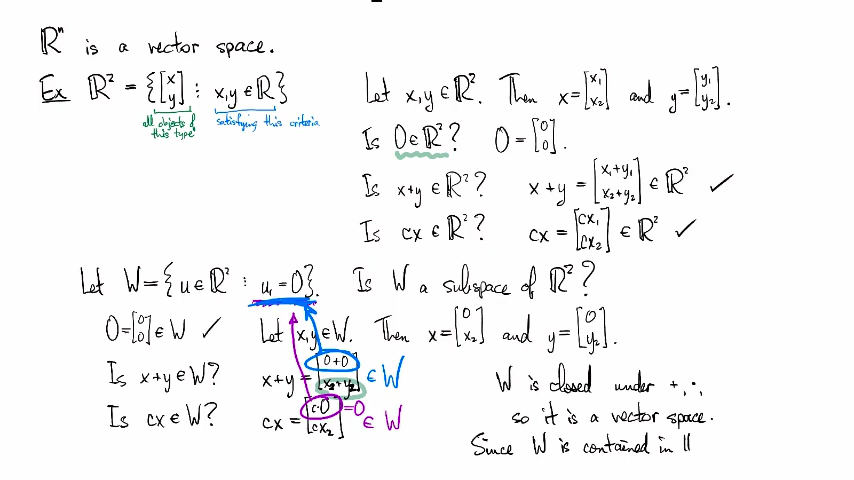 ℝⁿ is a vector space.
Ex ℝ² = {[x y] : x,y ∈ ℝ}
all objects of this type
satisfying this criteria
Let x,y ∈ ℝ². Then x = [x₁ x₂] and y = [y₁ y₂].
Is 0 ∈ ℝ²? 0 = [0 0].
Is x+y ∈ ℝ²? x+y = [x₁+y₁ x₂+y₂] ∈ ℝ² ✓
Is cx ∈ ℝ²? cx = [cx₁ cx₂] ∈ ℝ² ✓
Let W = {u ∈ ℝ² : u₁ = 0}. Is W a subspace of ℝ²?
0 = [0 0] ∈ W ✓ Let x,y ∈ W. Then x = [0 x₂] and y = [0 y₂].
Is x+y ∈ W? x+y = [0+0 x₂+y₂] ∈ W
Is cx ∈ W? cx = [c·0 cx₂] =0 ∈ W
W is closed under +, ·,
so it is a vector space.
Since W is contained in